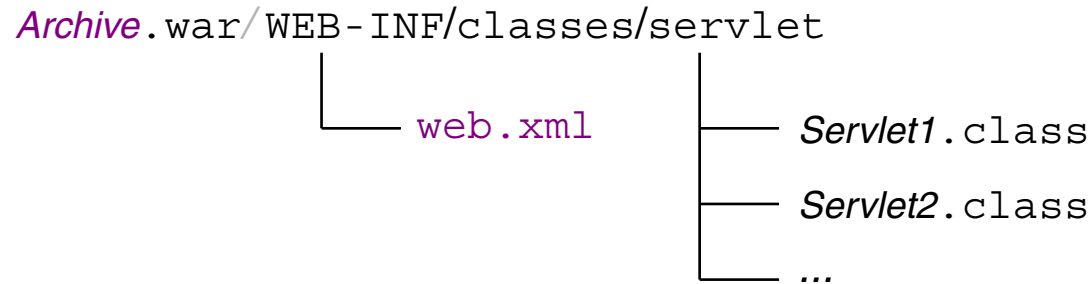 Archive.war/WEB-INF/classes/servlet
web.xml
Servlet1.class
Servlet2.class
...